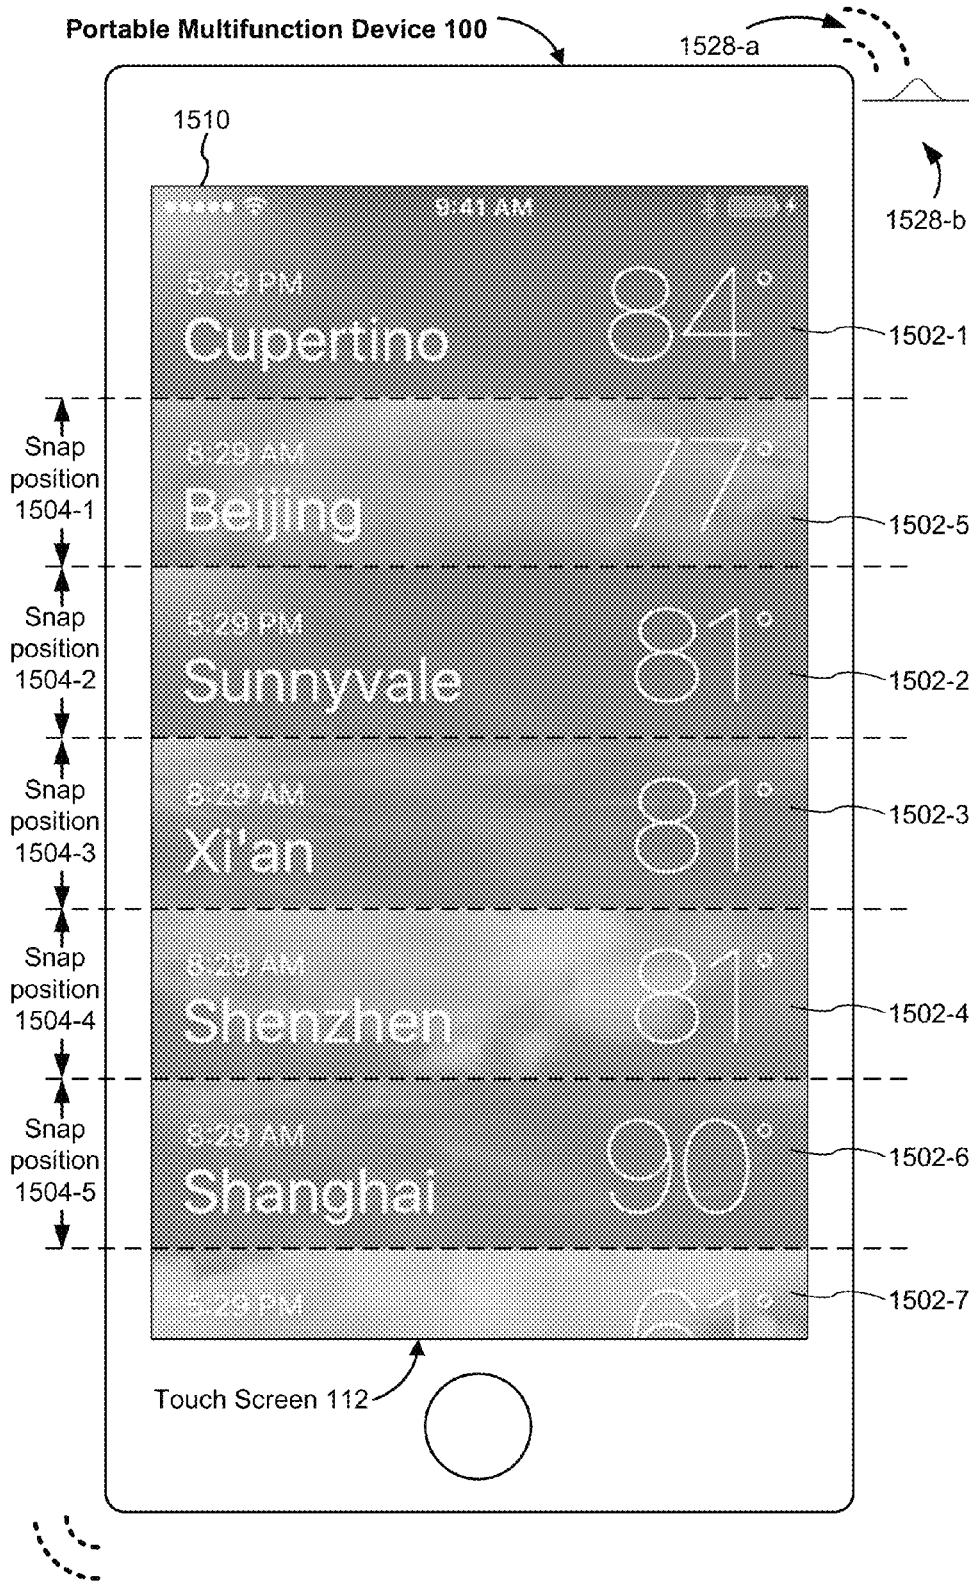 Portable Multifunction Device 100
1528-a
1510
1528-b
9:41 AM
5:29 PM
84°
Cupertino
1502-1
Snap
position
1504-1
8:29 AM
77°
Beijing
1502-5
Snap
position
1504-2
5:29 PM
81°
Sunnyvale
1502-2
Snap
position
1504-3
8:29 AM
81°
Xi'an
1502-3
Snap
position
1504-4
8:29 AM
81°
Shenzhen
1502-4
Snap
position
1504-5
8:29 AM
90°
Shanghai
1502-6
1502-7
Touch Screen 112